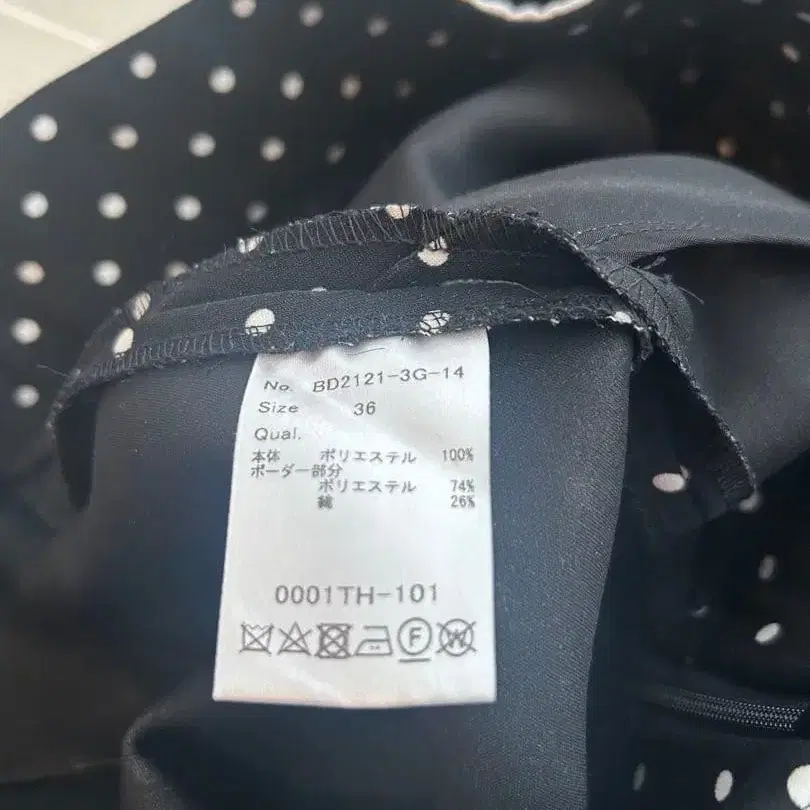 No. BD2121-3G-14
Size 36
Qual.
本体 ポリエステル 100%
ボーダー部分
ポリエステル 74%
綿 26%
0001TH-101
F W